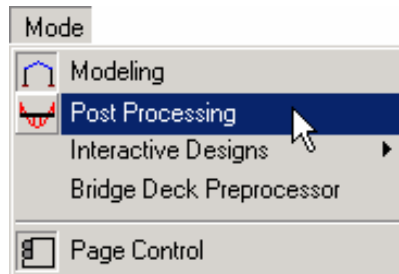 Mode
Modeling
Post Processing
Interactive Designs
Bridge Deck Preprocessor
Page Control